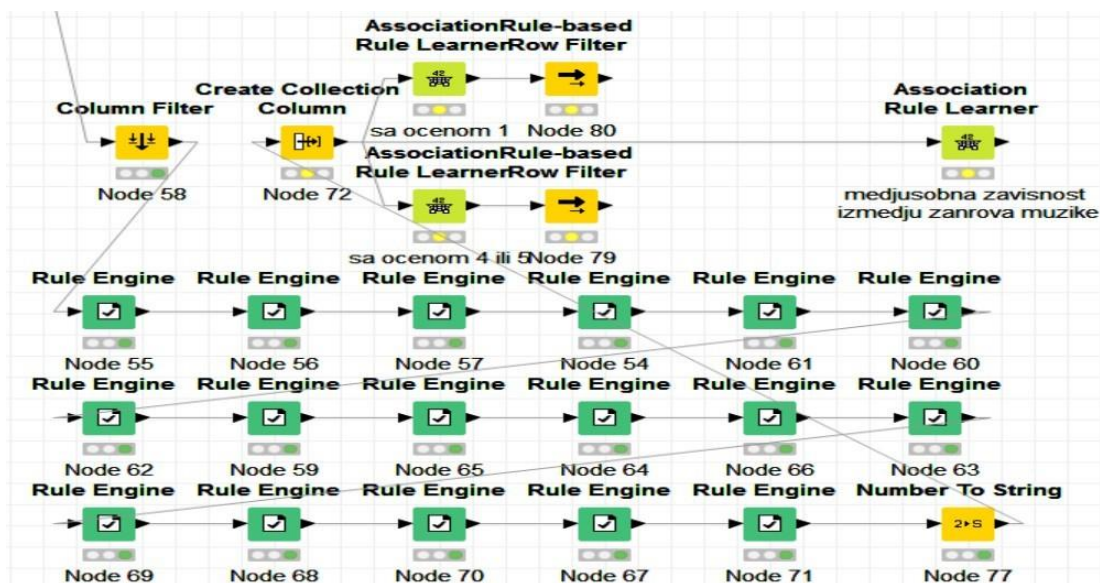 AssociationRule-based
Rule LearnerRow Filter
Create Collection
Column
Column Filter
Association
Rule Learner
sa ocenom 1 Node 80
AssociationRule-based
Rule LearnerRow Filter
Node 58
Node 72
medjusobna zavisnost
izmedju zanrova muzike
sa ocenom 4 ili 5Node 79
Rule Engine Rule Engine Rule Engine Rule Engine Rule Engine Rule Engine
Node 55 Node 56 Node 57 Node 54 Node 61 Node 60
Rule Engine Rule Engine Rule Engine Rule Engine Rule Engine Rule Engine
Node 62 Node 59 Node 65 Node 64 Node 66 Node 63
Rule Engine Rule Engine Rule Engine Rule Engine Rule Engine Number To String
2 S
Node 69 Node 68 Node 70 Node 67 Node 71 Node 77